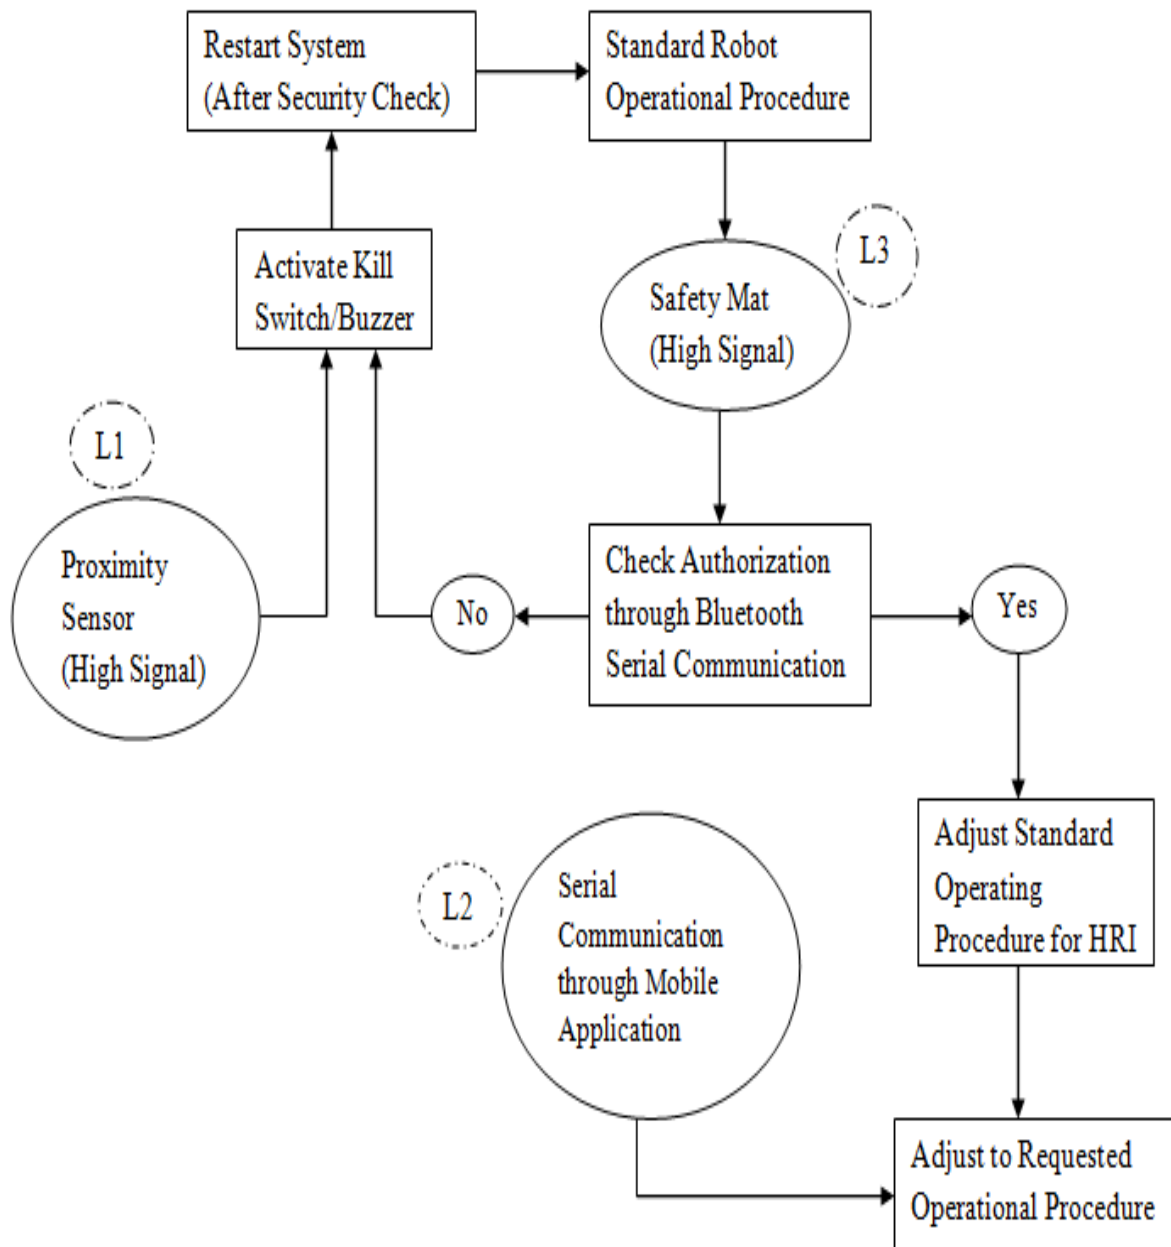 Restart System
(After Security Check)
Standard Robot
Operational Procedure
Activate Kill
Switch/Buzzer
L3
Safety Mat
(High Signal)
L1
Proximity
Sensor
(High Signal)
No
Check Authorization
through Bluetooth
Serial Communication
Yes
Adjust Standard
Operating
Procedure for HRI
L2
Serial
Communication
through Mobile
Application
Adjust to Requested
Operational Procedure